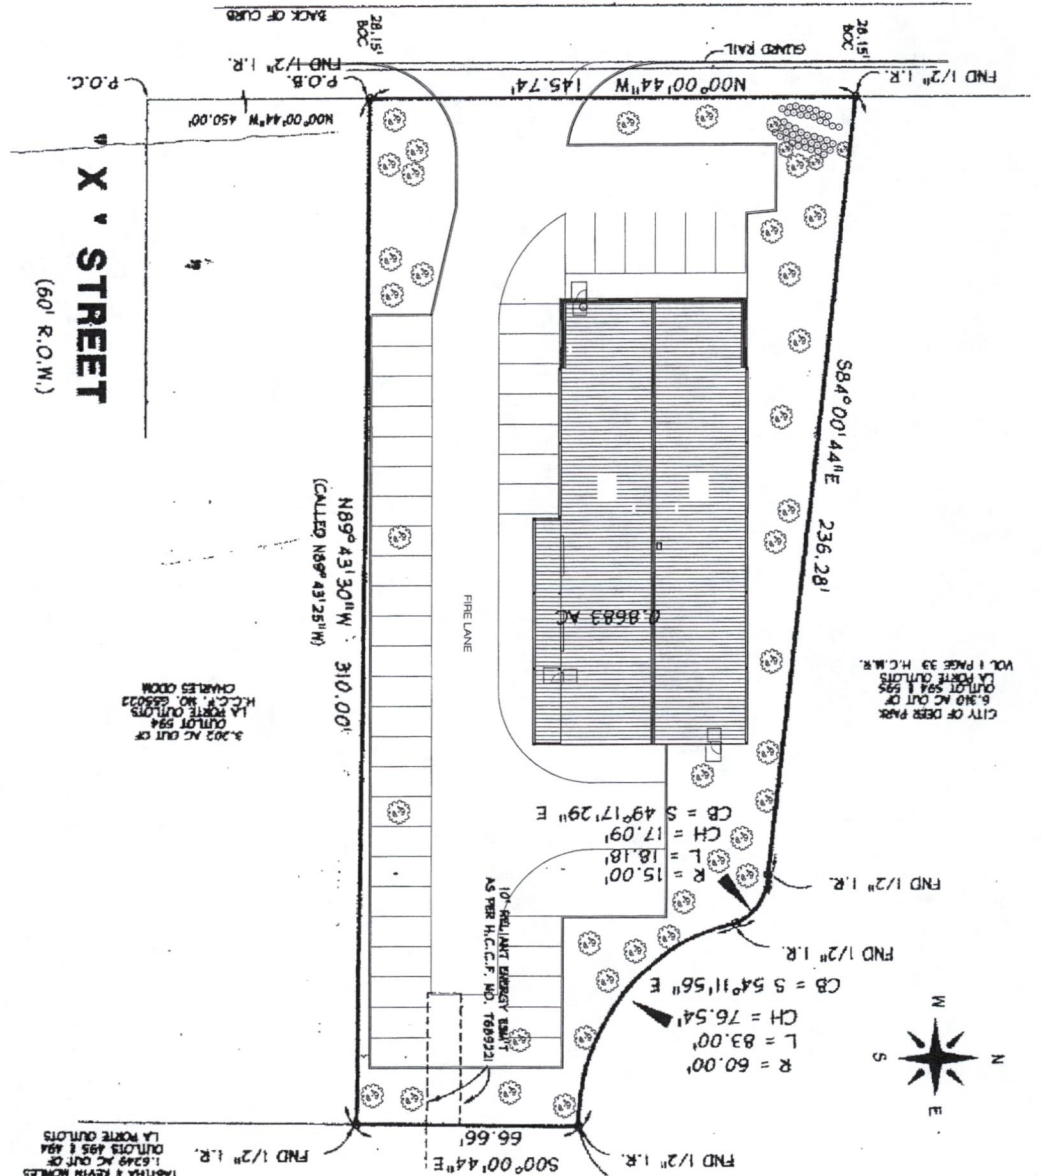 BACK OF CURB
28.15'
BOC
28.15'
BOC
GUARD RAIL
FND 1/2" I.R.
FND 1/2" I.R.
P.O.C.
P.O.B.
N00°00'44"W 145.74'
N00°00'44"W 450.00'
" X " STREET
(60' R.O.W.)
S84°00'44"E 236.28'
N89°43'30"W 310.00'
(CALLED N89°43'25"W)
FIRE LANE
0.8683 AC
CITY OF DEER PARK
6.310 AC OUT OF
OUTLOT 594 & 595
LA PORTE OUTLOTS
VOL 1 PAGE 33 H.C.M.R.
3.202 AC OUT OF
OUTLOT 594
LA PORTE OUTLOTS
H.C.C.F. NO. G55022
CHARLES ODOM
R = 15.00'
L = 18.18'
CH = 17.09'
CB = S 49°17'29" E
FND 1/2" I.R.
FND 1/2" I.R.
10' RELIANT ENERGY ESMT
AS PER H.C.C.F. NO. T689221
R = 60.00'
L = 83.00'
CH = 76.54'
CB = S 54°11'56" E
W
S
N
E
S00°00'44"E
66.66'
FND 1/2" I.R.
FND 1/2" I.R.
TABITHA & KEVIN
1.6249 AC OUT OF
OUTLOTS 495 & 494
LA PORTE OUTLOTS